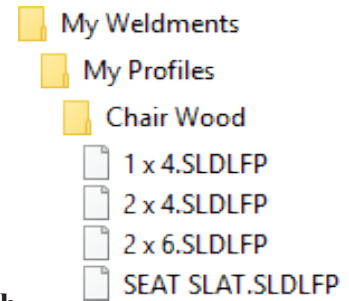 My Weldments
My Profiles
Chair Wood
1 x 4.SLDLFP
2 x 4.SLDLFP
2 x 6.SLDLFP
SEAT SLAT.SLDLFP